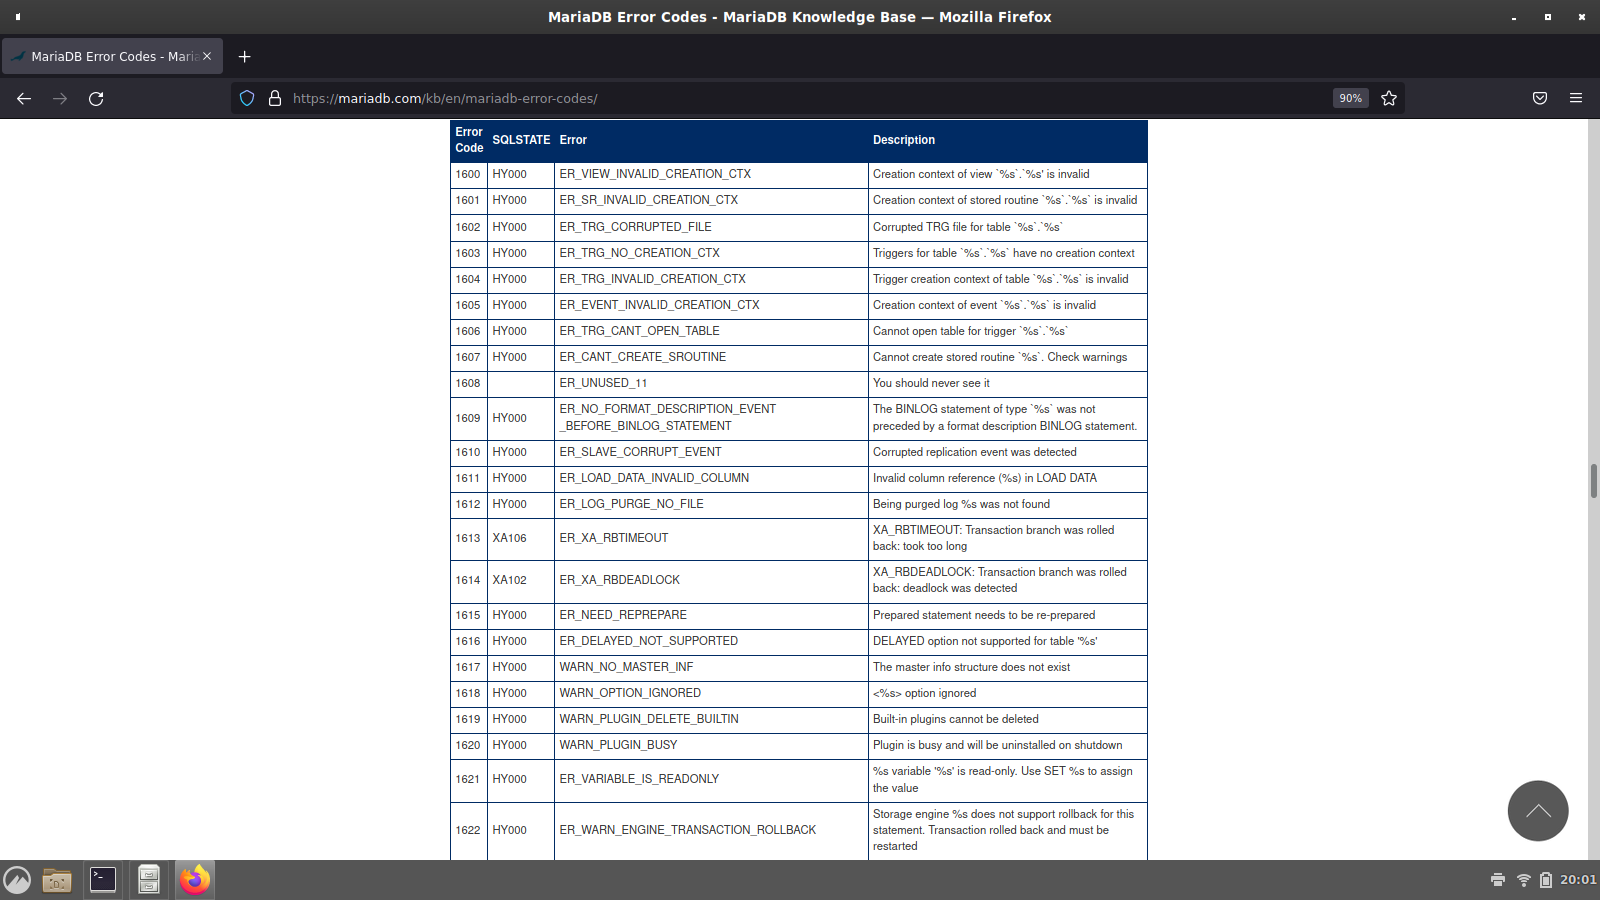 MariaDB Error Codes - MariaDB Knowledge Base — Mozilla Firefox
MariaDB Error Codes - Maria
https://mariadb.com/kb/en/mariadb-error-codes/
90%
Error Code SQLSTATE Error Description
1600 HY000 ER_VIEW_INVALID_CREATION_CTX Creation context of view `%s`.`%s' is invalid
1601 HY000 ER_SR_INVALID_CREATION_CTX Creation context of stored routine `%s`.`%s` is invalid
1602 HY000 ER_TRG_CORRUPTED_FILE Corrupted TRG file for table `%s`.`%s`
1603 HY000 ER_TRG_NO_CREATION_CTX Triggers for table `%s`.`%s` have no creation context
1604 HY000 ER_TRG_INVALID_CREATION_CTX Trigger creation context of table `%s`.`%s` is invalid
1605 HY000 ER_EVENT_INVALID_CREATION_CTX Creation context of event `%s`.`%s` is invalid
1606 HY000 ER_TRG_CANT_OPEN_TABLE Cannot open table for trigger `%s`.`%s`
1607 HY000 ER_CANT_CREATE_SROUTINE Cannot create stored routine `%s`. Check warnings
1608 ER_UNUSED_11 You should never see it
1609 HY000 ER_NO_FORMAT_DESCRIPTION_EVENT
_BEFORE_BINLOG_STATEMENT The BINLOG statement of type `%s` was not
preceded by a format description BINLOG statement.
1610 HY000 ER_SLAVE_CORRUPT_EVENT Corrupted replication event was detected
1611 HY000 ER_LOAD_DATA_INVALID_COLUMN Invalid column reference (%s) in LOAD DATA
1612 HY000 ER_LOG_PURGE_NO_FILE Being purged log %s was not found
1613 XA106 ER_XA_RBTIMEOUT XA_RBTIMEOUT: Transaction branch was rolled
back: took too long
1614 XA102 ER_XA_RBDEADLOCK XA_RBDEADLOCK: Transaction branch was rolled
back: deadlock was detected
1615 HY000 ER_NEED_REPREPARE Prepared statement needs to be re-prepared
1616 HY000 ER_DELAYED_NOT_SUPPORTED DELAYED option not supported for table '%s'
1617 HY000 WARN_NO_MASTER_INF The master info structure does not exist
1618 HY000 WARN_OPTION_IGNORED <%s> option ignored
1619 HY000 WARN_PLUGIN_DELETE_BUILTIN Built-in plugins cannot be deleted
1620 HY000 WARN_PLUGIN_BUSY Plugin is busy and will be uninstalled on shutdown
1621 HY000 ER_VARIABLE_IS_READONLY %s variable '%s' is read-only. Use SET %s to assign
the value
1622 HY000 ER_WARN_ENGINE_TRANSACTION_ROLLBACK Storage engine %s does not support rollback for this
statement. Transaction rolled back and must be
restarted
20:01